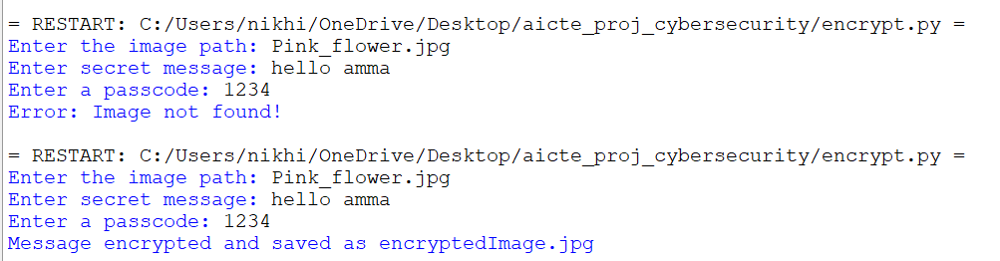 = RESTART: C:/Users/nikhi/OneDrive/Desktop/aicte_proj_cybersecurity/encrypt.py =
Enter the image path: Pink_flower.jpg
Enter secret message: hello amma
Enter a passcode: 1234
Error: Image not found!
= RESTART: C:/Users/nikhi/OneDrive/Desktop/aicte_proj_cybersecurity/encrypt.py =
Enter the image path: Pink_flower.jpg
Enter secret message: hello amma
Enter a passcode: 1234
Message encrypted and saved as encryptedImage.jpg